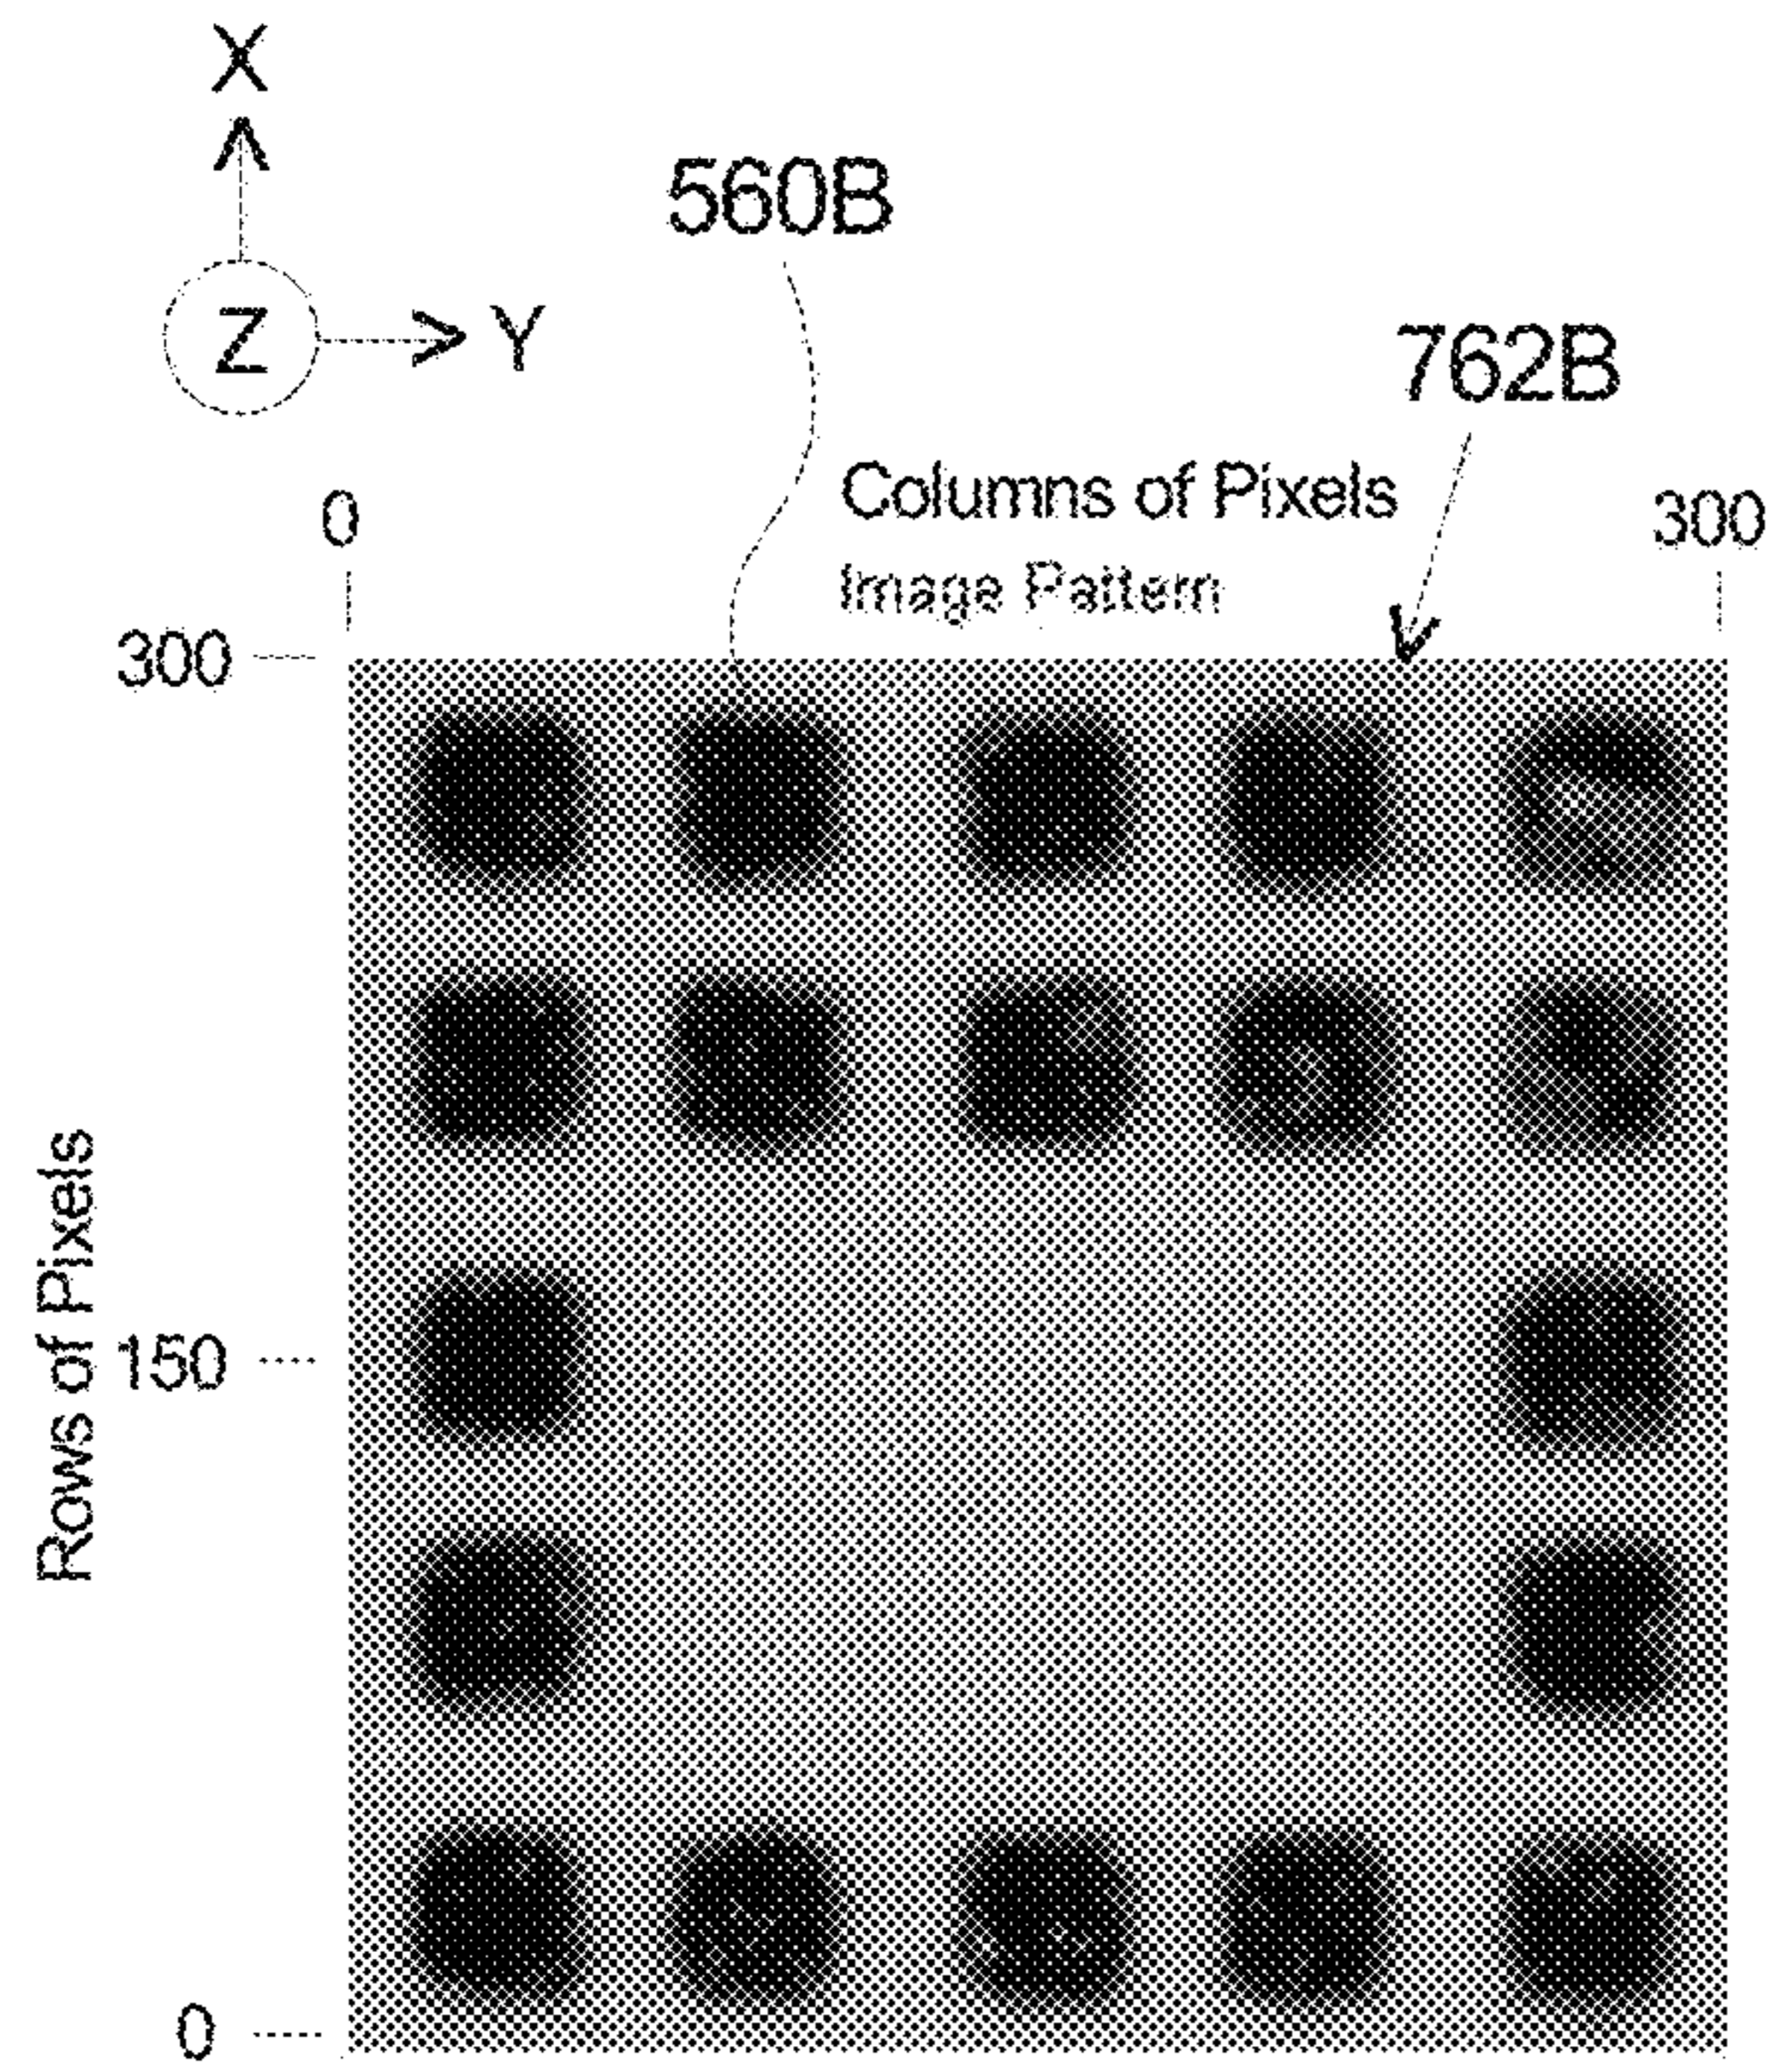 X
560B
Z
Y
762B
Columns of Pixels
0
300
Image Pattern
300
Rows of Pixels
150
0